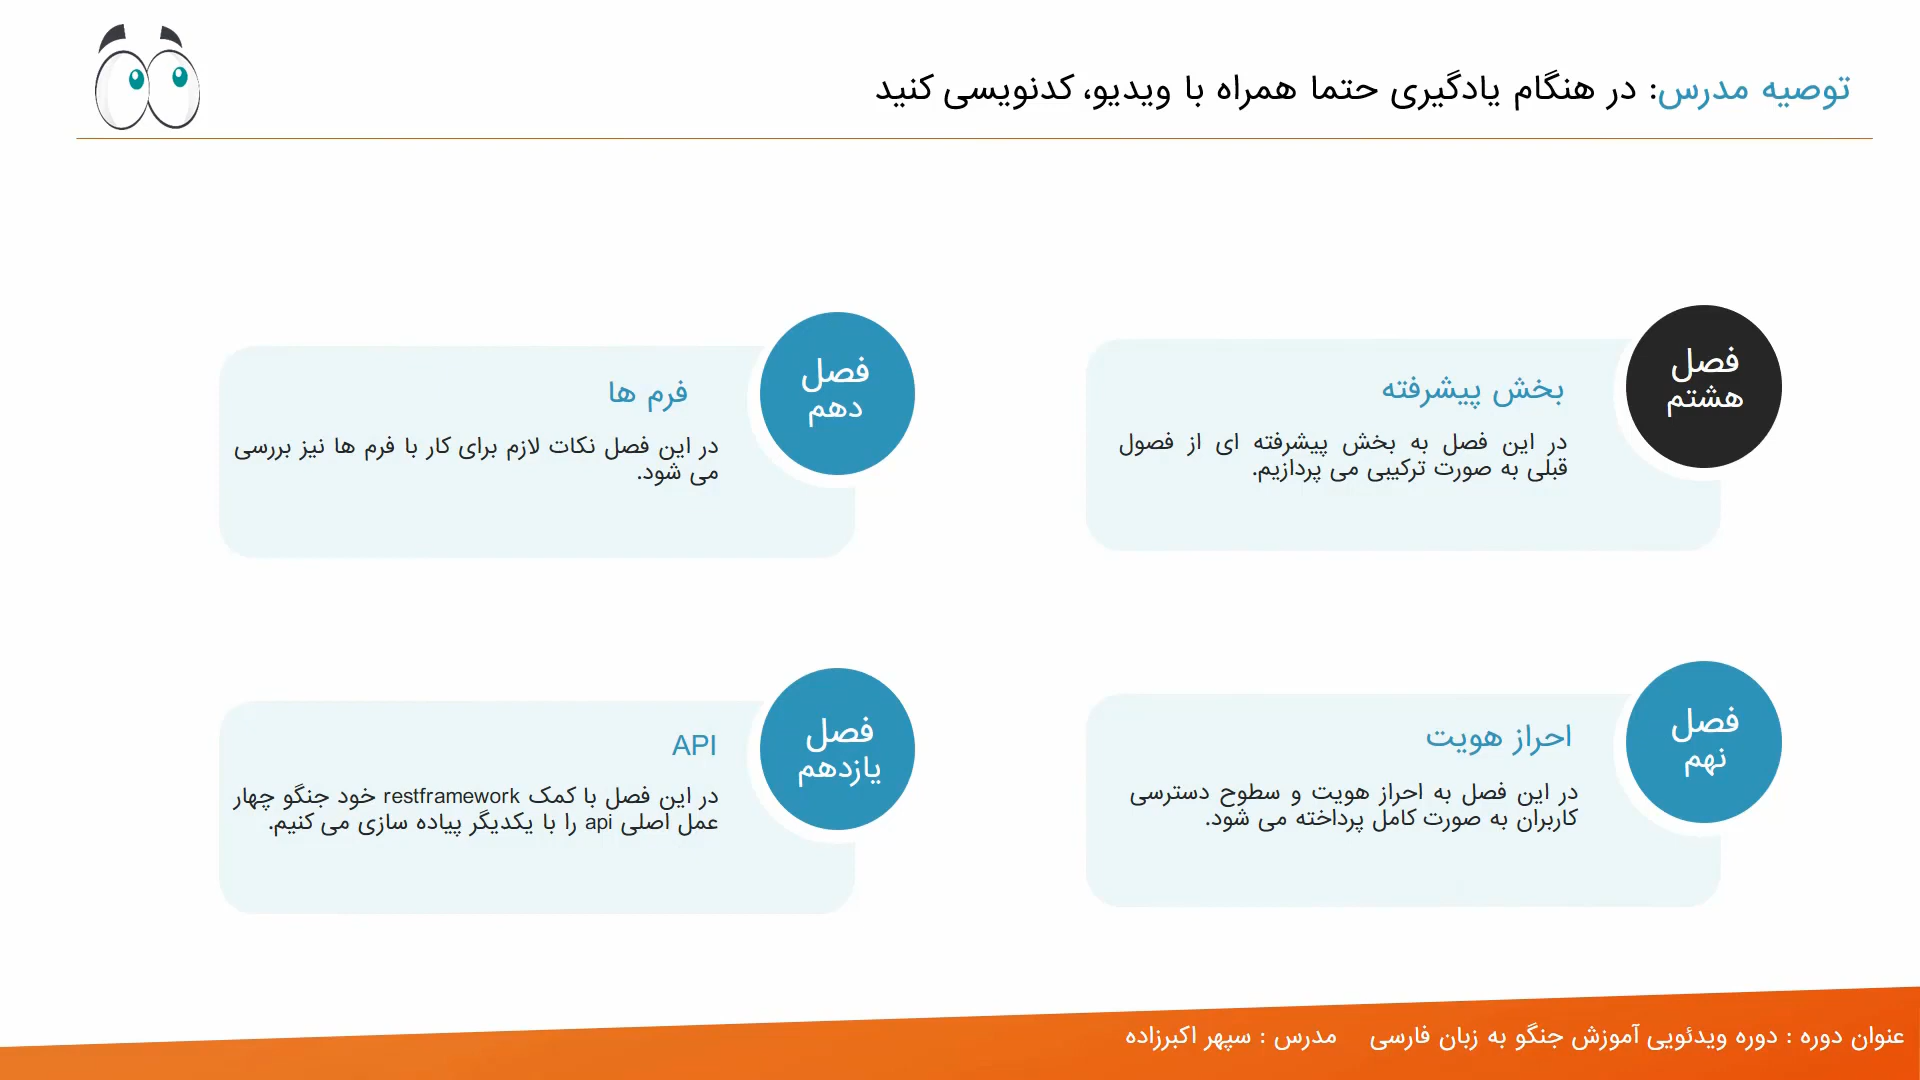 توصیه مدرس: در هنگام یادگیری حتما همراه با ویدیو، کدنویسی کنید
فصل
هشتم
بخش پیشرفته
در این فصل به بخش پیشرفته ای از فصول
قبلی به صورت ترکیبی می پردازیم.
فصل
نهم
احراز هویت
در این فصل به احراز هویت و سطوح دسترسی
کاربران به صورت کامل پرداخته می شود.
فصل
دهم
فرم ها
در این فصل نکات لازم برای کار با فرم ها نیز بررسی
می شود.
فصل
یازدهم
API
در این فصل با کمک restframework خود جنگو چهار
عمل اصلی api را با یکدیگر پیاده سازی می کنیم.
عنوان دوره : دوره ویدئویی آموزش جنگو به زبان فارسی مدرس : سپهر اکبرزاده